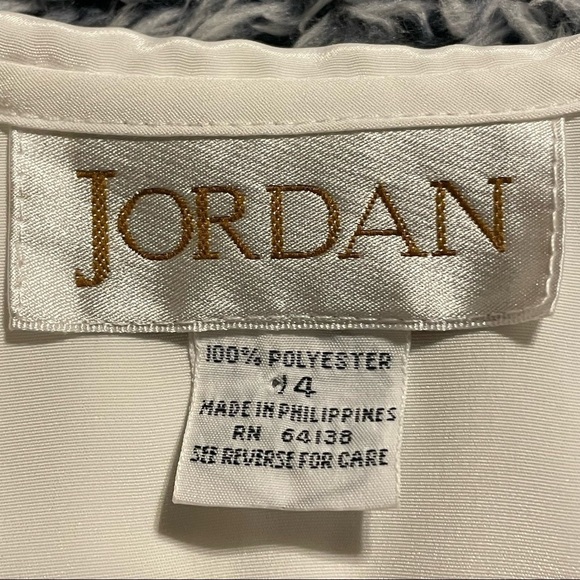 JORDAN
100% POLYESTER
14
MADE IN PHILIPPINES
RN 64138
SEE REVERSE FOR CARE